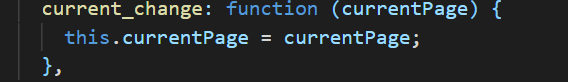 current_change: function (currentPage) {
this.currentPage = currentPage;
},